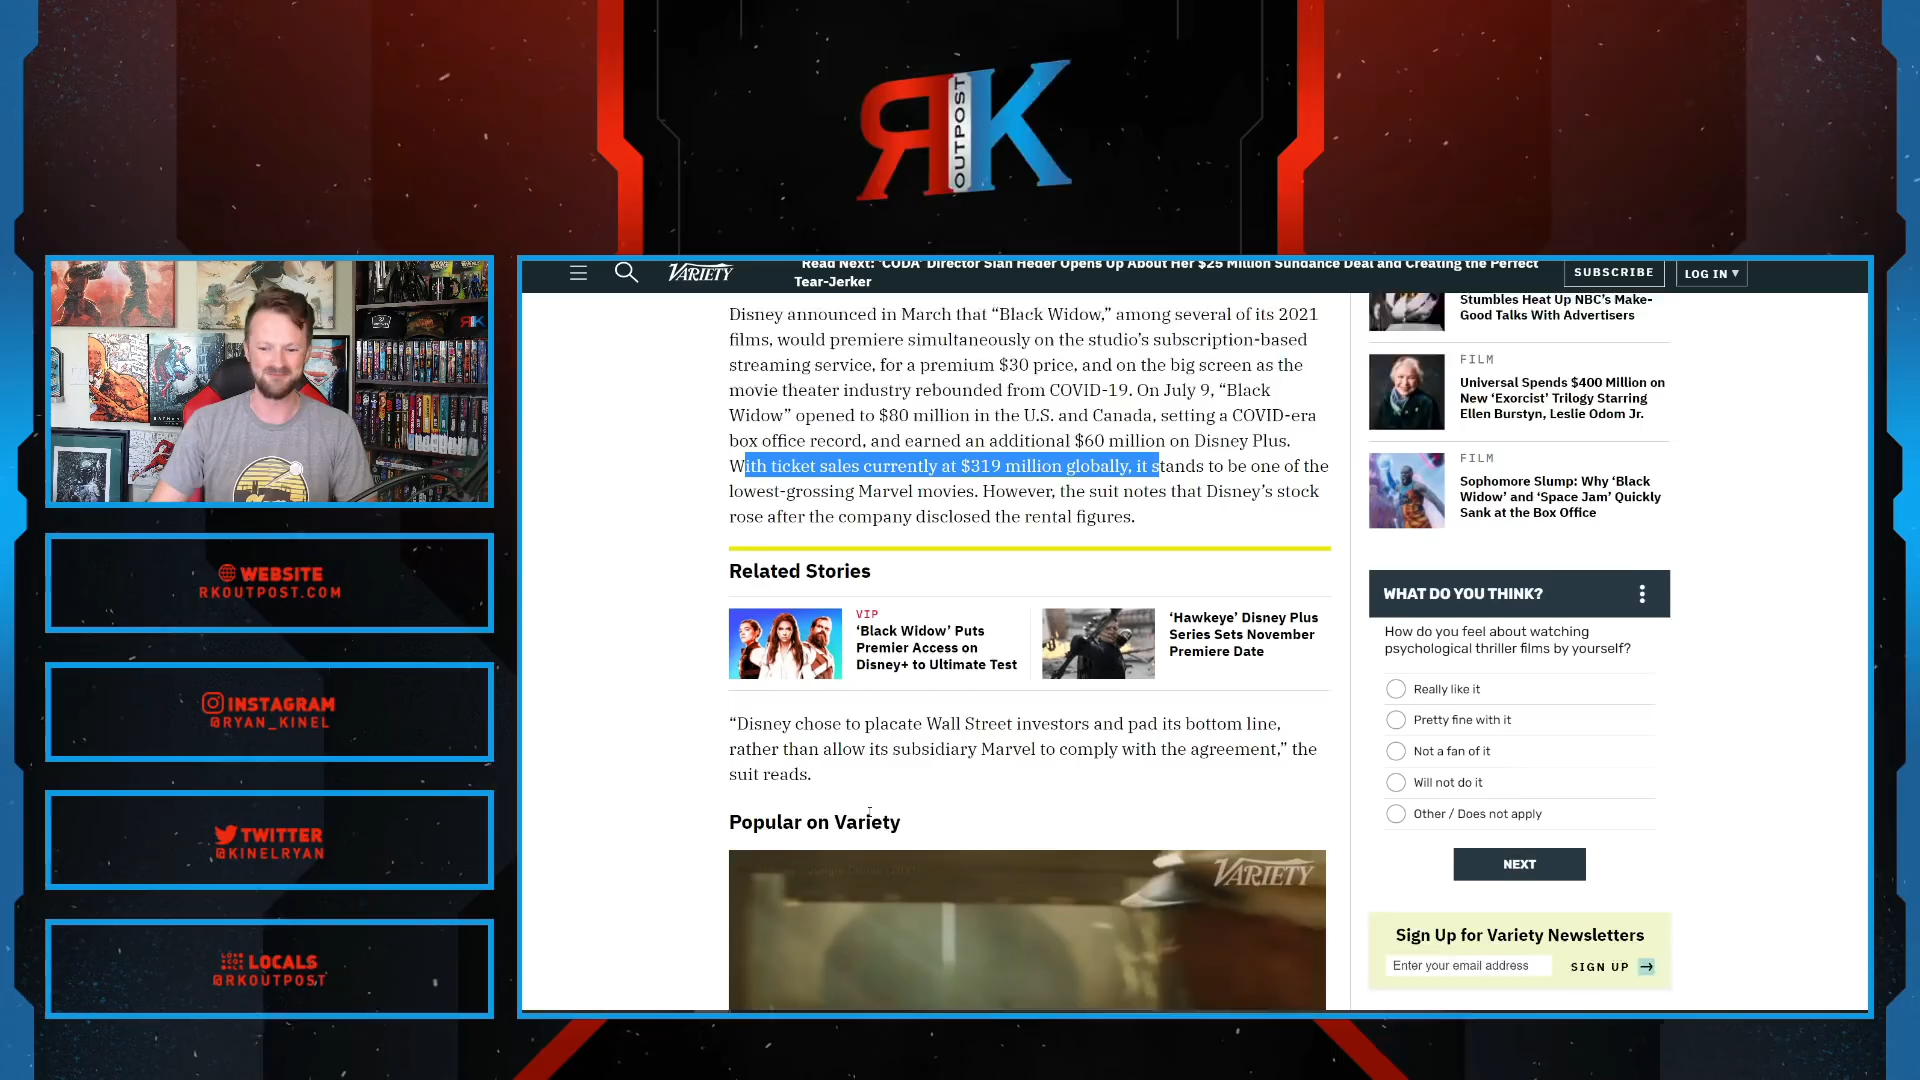 RK
OUTPOST
Read Next: ‘CODA’ Director Siân Heder Opens Up About Her $25 Million Sundance Deal and Creating the Perfect
Tear-Jerker
VARIETY
SUBSCRIBE
LOG IN ▾
Disney announced in March that “Black Widow,” among several of its 2021
films, would premiere simultaneously on the studio’s subscription-based
streaming service, for a premium $30 price, and on the big screen as the
movie theater industry rebounded from COVID-19. On July 9, “Black
Widow” opened to $80 million in the U.S. and Canada, setting a COVID-era
box office record, and earned an additional $60 million on Disney Plus.
With ticket sales currently at $319 million globally, it stands to be one of the
lowest-grossing Marvel movies. However, the suit notes that Disney’s stock
rose after the company disclosed the rental figures.
Related Stories
VIP
‘Black Widow’ Puts
Premier Access on
Disney+ to Ultimate Test
‘Hawkeye’ Disney Plus
Series Sets November
Premiere Date
“Disney chose to placate Wall Street investors and pad its bottom line,
rather than allow its subsidiary Marvel to comply with the agreement,” the
suit reads.
Popular on Variety
VARIETY
Stumbles Heat Up NBC’s Make-
Good Talks With Advertisers
FILM
Universal Spends $400 Million on
New ‘Exorcist’ Trilogy Starring
Ellen Burstyn, Leslie Odom Jr.
FILM
Sophomore Slump: Why ‘Black
Widow’ and ‘Space Jam’ Quickly
Sank at the Box Office
WHAT DO YOU THINK?
How do you feel about watching
psychological thriller films by yourself?
Really like it
Pretty fine with it
Not a fan of it
Will not do it
Other / Does not apply
NEXT
Sign Up for Variety Newsletters
Enter your email address
SIGN UP →
WEBSITE
RKOUTPOST.COM
INSTAGRAM
@RYAN_KINEL
TWITTER
@KINELRYAN
LOCALS
@RKOUTPOST